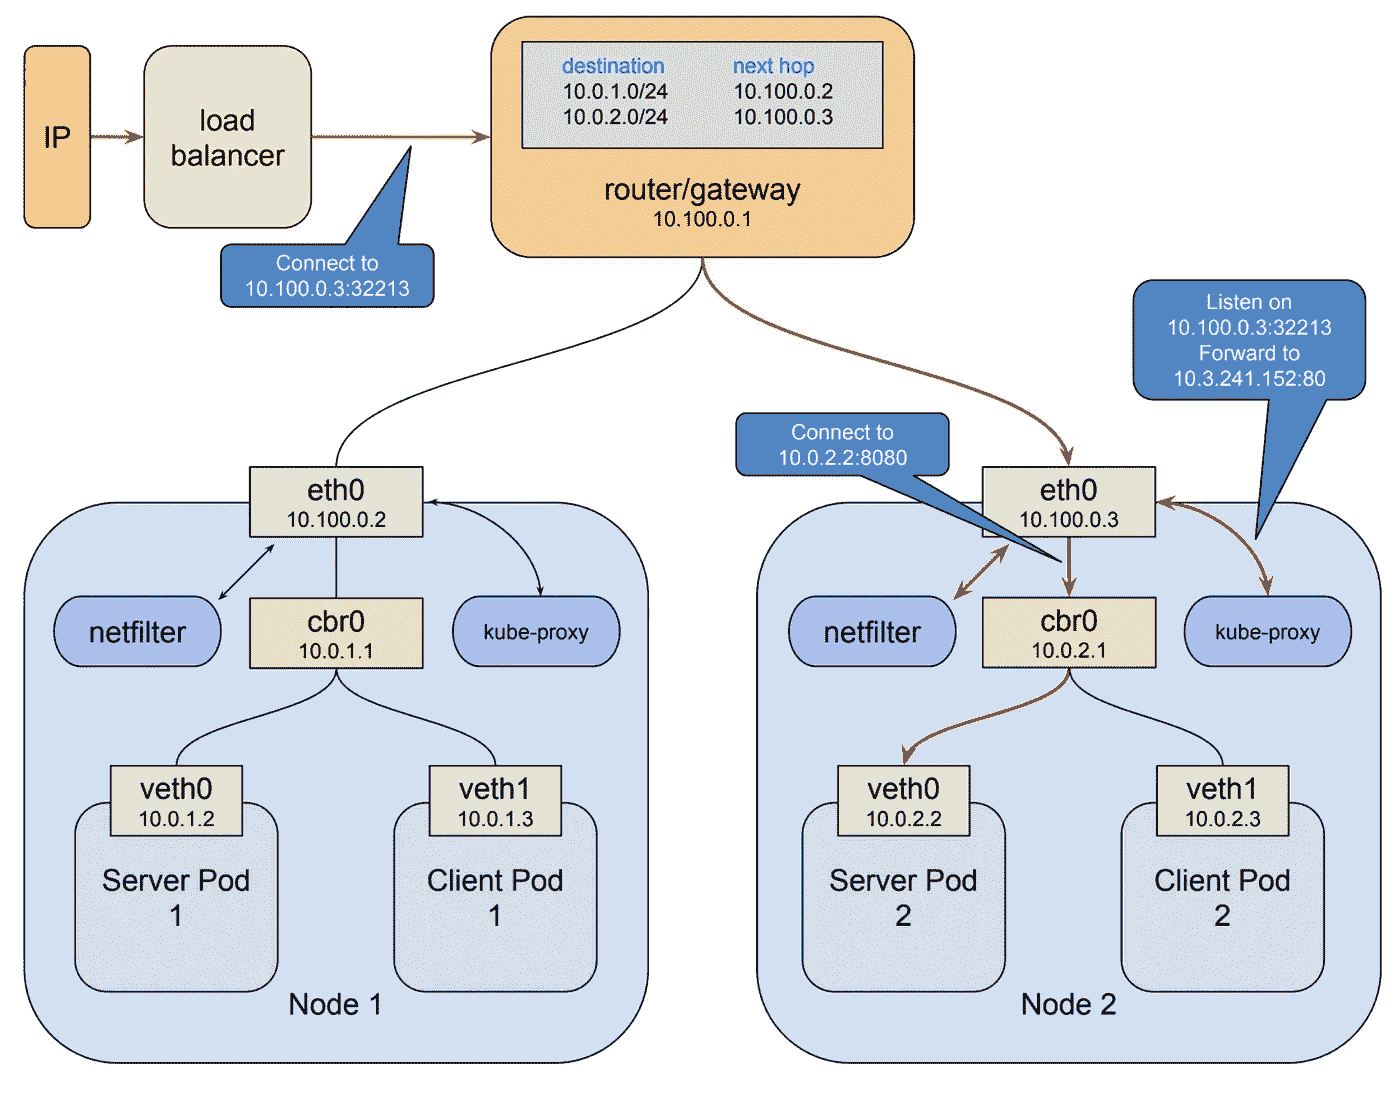 IP
load
balancer
destination next hop
10.0.1.0/24 10.100.0.2
10.0.2.0/24 10.100.0.3
router/gateway
10.100.0.1
Connect to
10.100.0.3:32213
Listen on
10.100.0.3:32213
Forward to
10.3.241.152:80
Connect to
10.0.2.2:8080
eth0
10.100.0.2
netfilter
cbr0
10.0.1.1
kube-proxy
veth0
10.0.1.2
Server Pod
1
veth1
10.0.1.3
Client Pod
1
Node 1
eth0
10.100.0.3
netfilter
cbr0
10.0.2.1
kube-proxy
veth0
10.0.2.2
Server Pod
2
veth1
10.0.2.3
Client Pod
2
Node 2